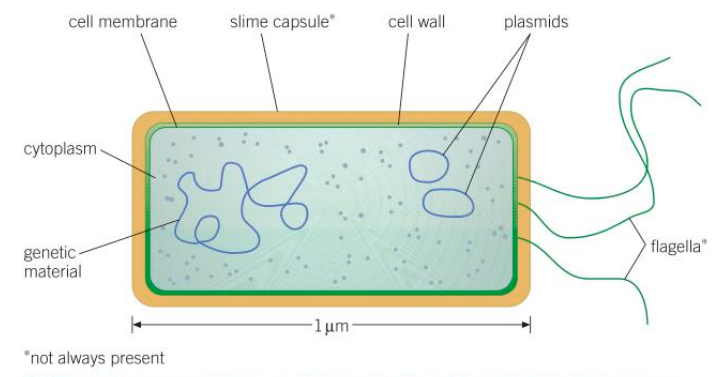 cell membrane
slime capsule*
cell wall
plasmids
cytoplasm
genetic
material
flagella*
1 μm
*not always present